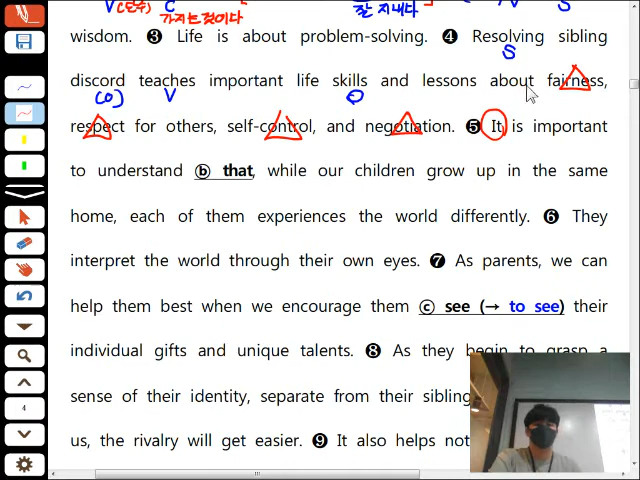 V (단수) C 잘 지내다 V S
가지는 것이다
wisdom. ❸ Life is about problem-solving. ❹ Resolving sibling
S
discord teaches important life skills and lessons about fairness,
(O) V O
respect for others, self-control, and negotiation. ❺ It is important
to understand ⓑ that, while our children grow up in the same
home, each of them experiences the world differently. ❻ They
interpret the world through their own eyes. ❼ As parents, we can
help them best when we encourage them ⓒ see (→ to see) their
individual gifts and unique talents. ❽ As they begin to grasp a
sense of their identity, separate from their sibling
us, the rivalry will get easier. ❾ It also helps not
4